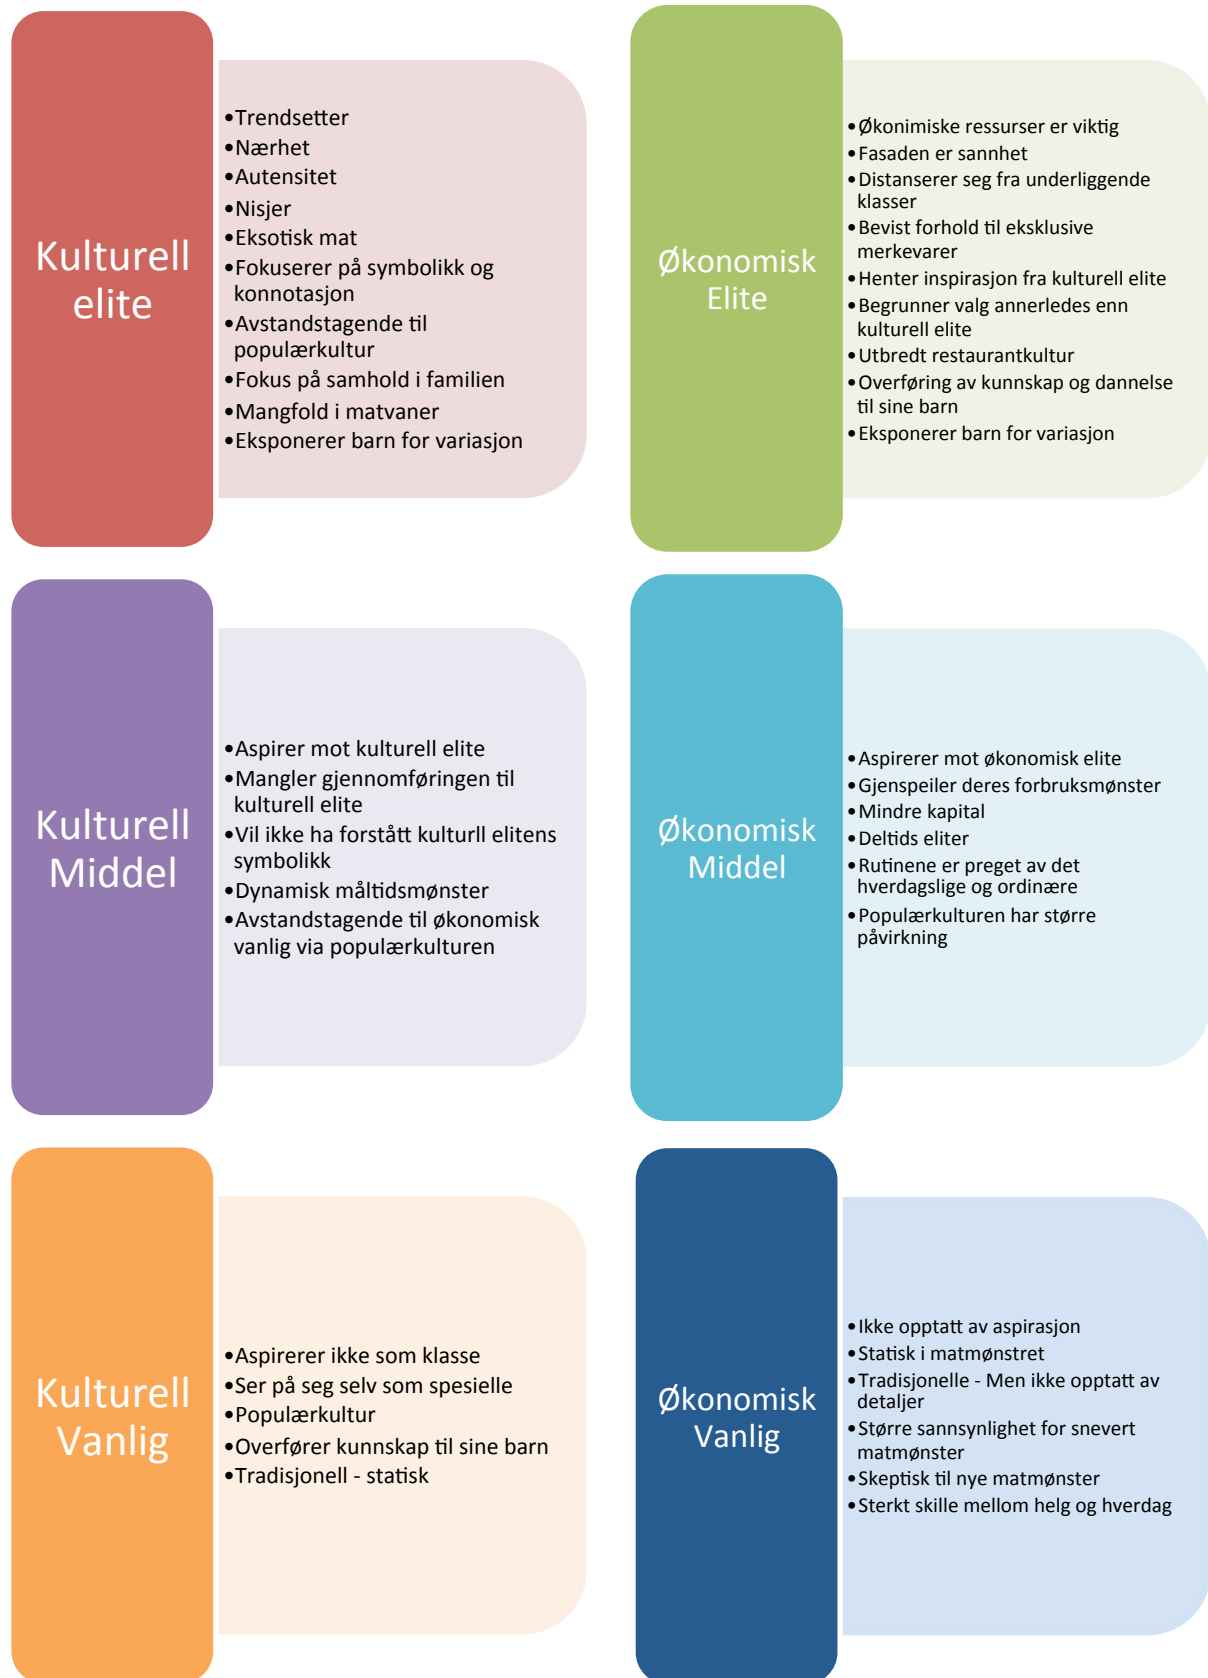 Kulturell
elite
•Trendsetter
•Nærhet
•Autensitet
•Nisjer
•Eksotisk mat
•Fokuserer på symbolikk og
konnotasjon
•Avstandstagende til
populærkultur
•Fokus på samhold i familien
•Mangfold i matvaner
•Eksponerer barn for variasjon
Økonomisk
Elite
•Økonimiske ressurser er viktig
•Fasaden er sannhet
•Distanserer seg fra underliggende
klasser
•Bevist forhold til eksklusive
merkevarer
•Henter inspirasjon fra kulturell elite
•Begrunner valg annerledes enn
kulturell elite
•Utbredt restaurantkultur
•Overføring av kunnskap og dannelse
til sine barn
•Eksponerer barn for variasjon
Kulturell
Middel
•Aspirer mot kulturell elite
•Mangler gjennomføringen til
kulturell elite
•Vil ikke ha forstått kulturll elitens
symbolikk
•Dynamisk måltidsmønster
•Avstandstagende til økonomisk
vanlig via populærkulturen
Økonomisk
Middel
•Aspirerer mot økonomisk elite
•Gjenspeiler deres forbruksmønster
•Mindre kapital
•Deltids eliter
•Rutinene er preget av det
hverdagslige og ordinære
•Populærkulturen har større
påvirkning
Kulturell
Vanlig
•Aspirerer ikke som klasse
•Ser på seg selv som spesielle
•Populærkultur
•Overfører kunnskap til sine barn
•Tradisjonell - statisk
Økonomisk
Vanlig
•Ikke opptatt av aspirasjon
•Statisk i matmønstret
•Tradisjonelle - Men ikke opptatt av
detaljer
•Større sannsynlighet for snevert
matmønster
•Skeptisk til nye matmønster
•Sterkt skille mellom helg og hverdag